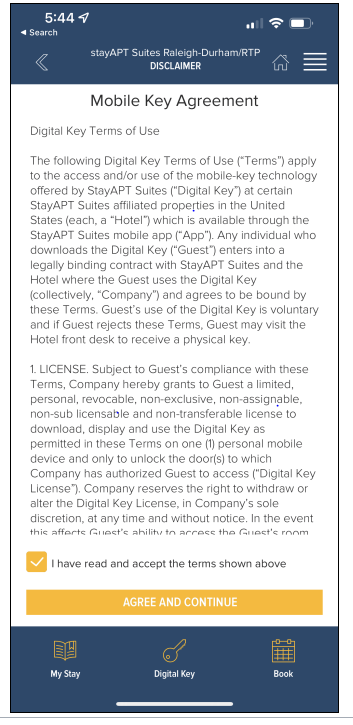 5:44
Search
stayAPT Suites Raleigh-Durham/RTP
DISCLAIMER
Mobile Key Agreement
Digital Key Terms of Use
The following Digital Key Terms of Use (“Terms”) apply
to the access and/or use of the mobile-key technology
offered by StayAPT Suites (“Digital Key”) at certain
StayAPT Suites affiliated properties in the United
States (each, a “Hotel”) which is available through the
StayAPT Suites mobile app (“App”). Any individual who
downloads the Digital Key (“Guest”) enters into a
legally binding contract with StayAPT Suites and the
Hotel where the Guest uses the Digital Key
(collectively, “Company”) and agrees to be bound by
these Terms. Guest’s use of the Digital Key is voluntary
and if Guest rejects these Terms, Guest may visit the
Hotel front desk to receive a physical key.
1. LICENSE. Subject to Guest’s compliance with these
Terms, Company hereby grants to Guest a limited,
personal, revocable, non-exclusive, non-assignable,
non-sub licensable and non-transferable license to
download, display and use the Digital Key as
permitted in these Terms on one (1) personal mobile
device and only to unlock the door(s) to which
Company has authorized Guest to access (“Digital Key
License”). Company reserves the right to withdraw or
alter the Digital Key License, in Company’s sole
discretion, at any time and without notice. In the event
this affects Guest’s ability to access the Guest’s room
I have read and accept the terms shown above
AGREE AND CONTINUE
My Stay
Digital Key
Book